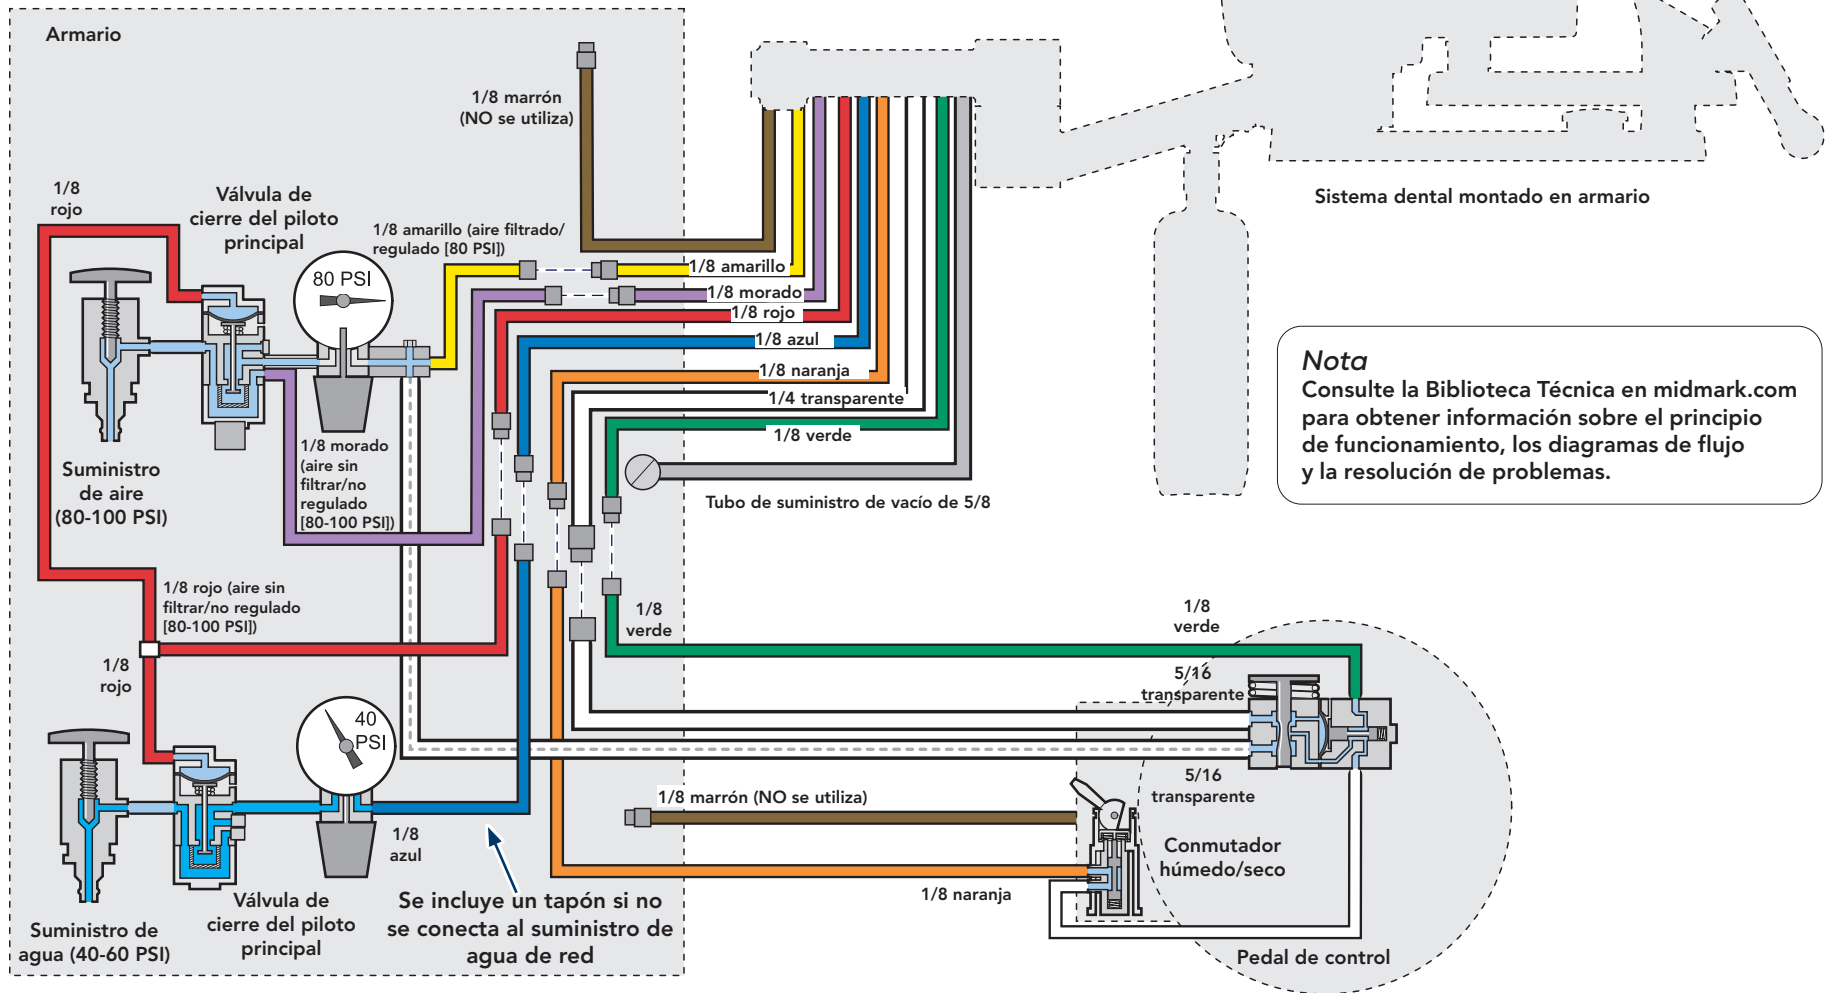 Armario
1/8 marrón
(NO se utiliza)
1/8
rojo
Válvula de
cierre del piloto
principal
1/8 amarillo (aire filtrado/
regulado [80 PSI])
80 PSI
1/8 amarillo
1/8 morado
1/8 rojo
1/8 azul
1/8 naranja
1/4 transparente
1/8 verde
Tubo de suministro de vacío de 5/8
Sistema dental montado en armario
Nota
Consulte la Biblioteca Técnica en midmark.com
para obtener información sobre el principio
de funcionamiento, los diagramas de flujo
y la resolución de problemas.
Suministro
de aire
(80-100 PSI)
1/8 morado
(aire sin
filtrar/no
regulado
[80-100 PSI])
1/8 rojo (aire sin
filtrar/no regulado
[80-100 PSI])
1/8
rojo
1/8
verde
1/8
verde
5/16
transparente
40
PSI
5/16
transparente
1/8 marrón (NO se utiliza)
1/8
azul
Conmutador
húmedo/seco
1/8 naranja
Suministro de
agua (40-60 PSI)
Válvula de
cierre del piloto
principal
Se incluye un tapón si no
se conecta al suministro de
agua de red
Pedal de control